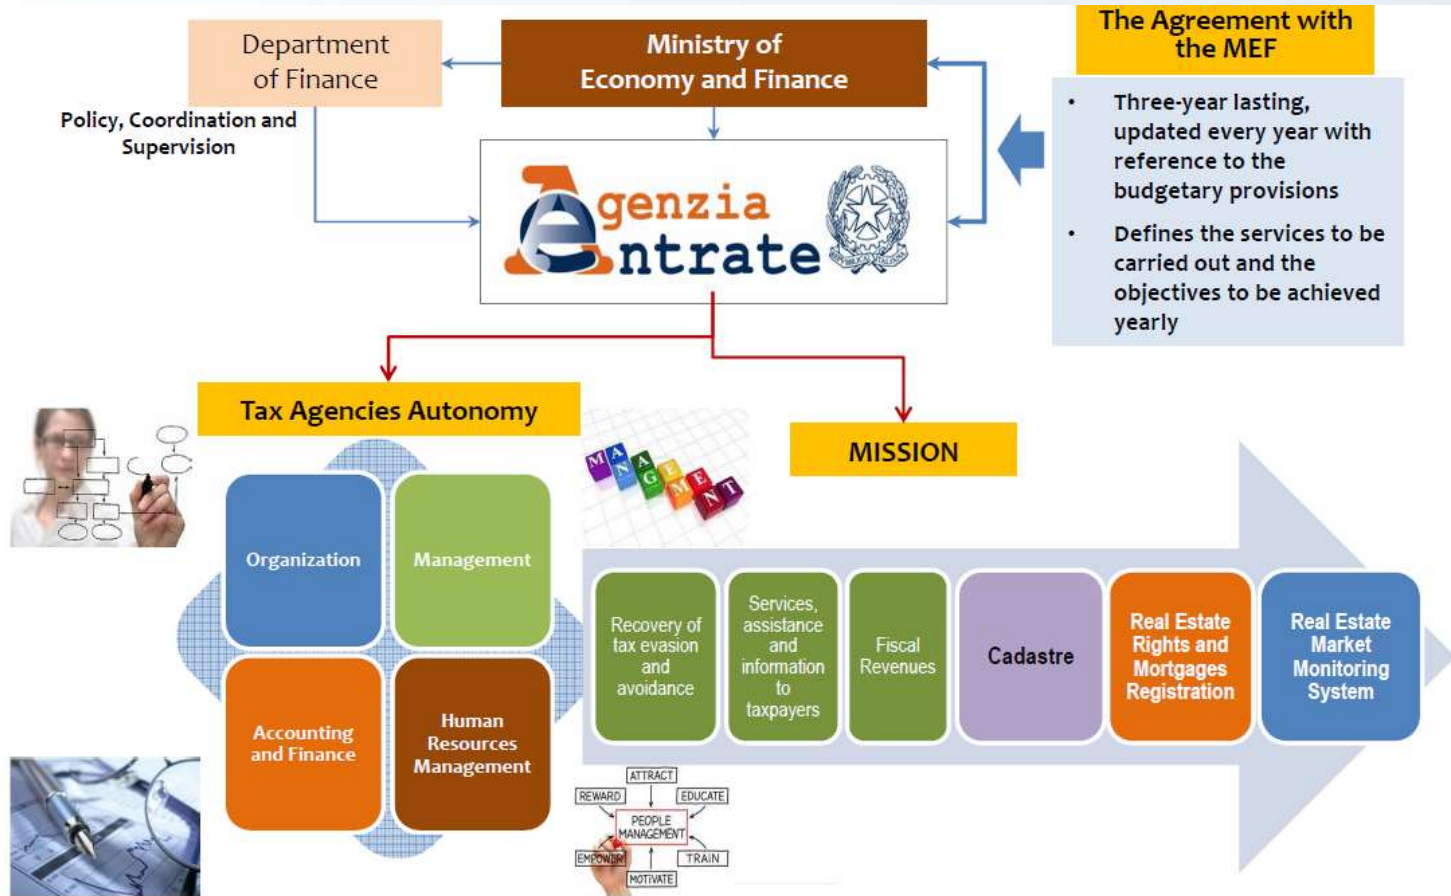 Department
of Finance
Ministry of
Economy and Finance
The Agreement with
the MEF
Policy, Coordination and
Supervision
• Three-year lasting,
updated every year with
reference to the
budgetary provisions
• Defines the services to be
carried out and the
objectives to be achieved
yearly
Agenzia
Entrate
REPVBBLICA ITALIANA
Tax Agencies Autonomy
MISSION
MANAGEMENT
Organization
Management
Accounting
and Finance
Human
Resources
Management
Recovery of
tax evasion
and
avoidance
Services,
assistance
and
information
to
taxpayers
Fiscal
Revenues
Cadastre
Real Estate
Rights and
Mortgages
Registration
Real Estate
Market
Monitoring
System
ATTRACT
REWARD
EDUCATE
PEOPLE
MANAGEMENT
EMPOWER
TRAIN
MOTIVATE